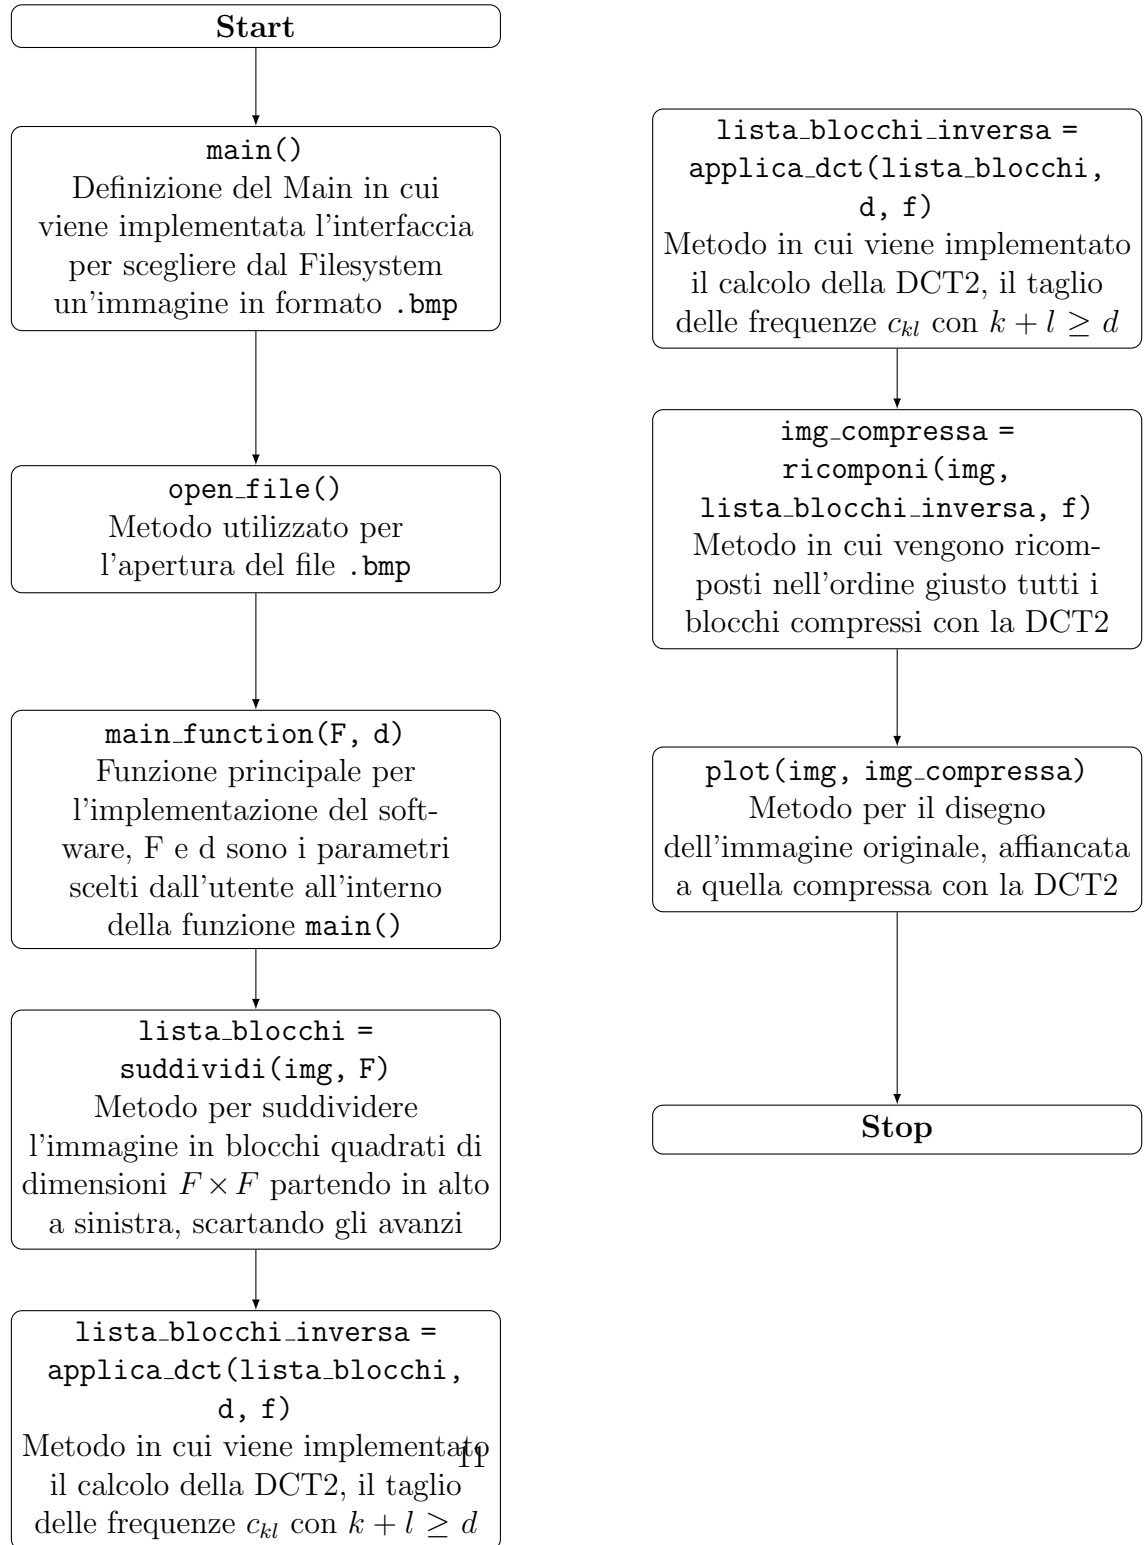 Start
main()
Definizione del Main in cui
viene implementata l'interfaccia
per scegliere dal Filesystem
un'immagine in formato .bmp
open_file()
Metodo utilizzato per
l'apertura del file .bmp
main_function(F, d)
Funzione principale per
l'implementazione del soft-
ware, F e d sono i parametri
scelti dall'utente all'interno
della funzione main()
lista_blocchi =
suddividi(img, F)
Metodo per suddividere
l'immagine in blocchi quadrati di
dimensioni F × F partendo in alto
a sinistra, scartando gli avanzi
lista_blocchi_inversa =
applica_dct(lista_blocchi,
d, f)
Metodo in cui viene implementato
il calcolo della DCT2, il taglio
delle frequenze c_{kl} con k + l ≥ d
11
lista_blocchi_inversa =
applica_dct(lista_blocchi,
d, f)
Metodo in cui viene implementato
il calcolo della DCT2, il taglio
delle frequenze c_{kl} con k + l ≥ d
img_compressa =
ricomponi(img,
lista_blocchi_inversa, f)
Metodo in cui vengono ricom-
posti nell'ordine giusto tutti i
blocchi compressi con la DCT2
plot(img, img_compressa)
Metodo per il disegno
dell'immagine originale, affiancata
a quella compressa con la DCT2
Stop